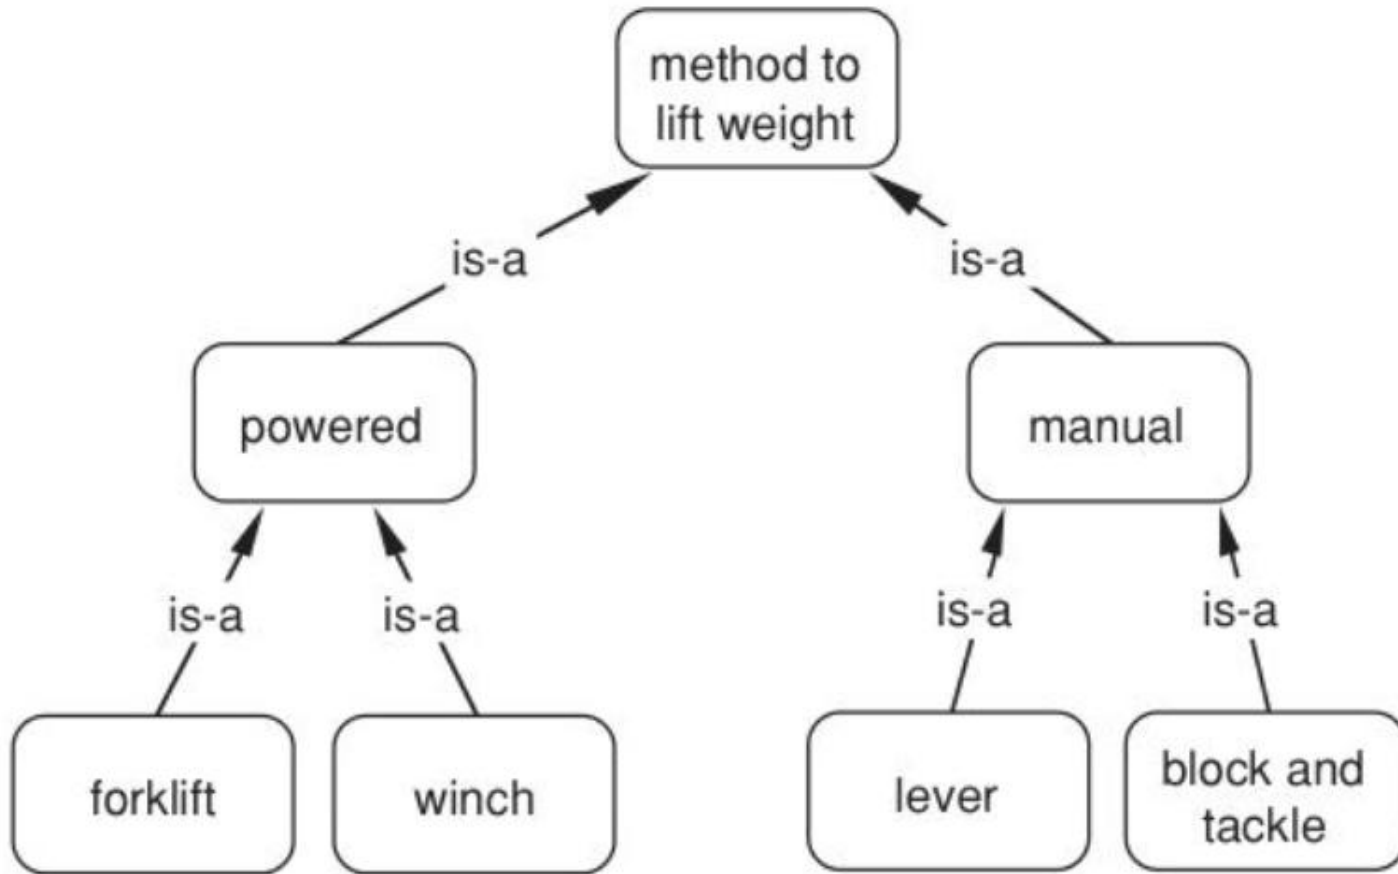 method to
lift weight
is-a
is-a
powered
manual
is-a
is-a
is-a
is-a
forklift
winch
lever
block and
tackle